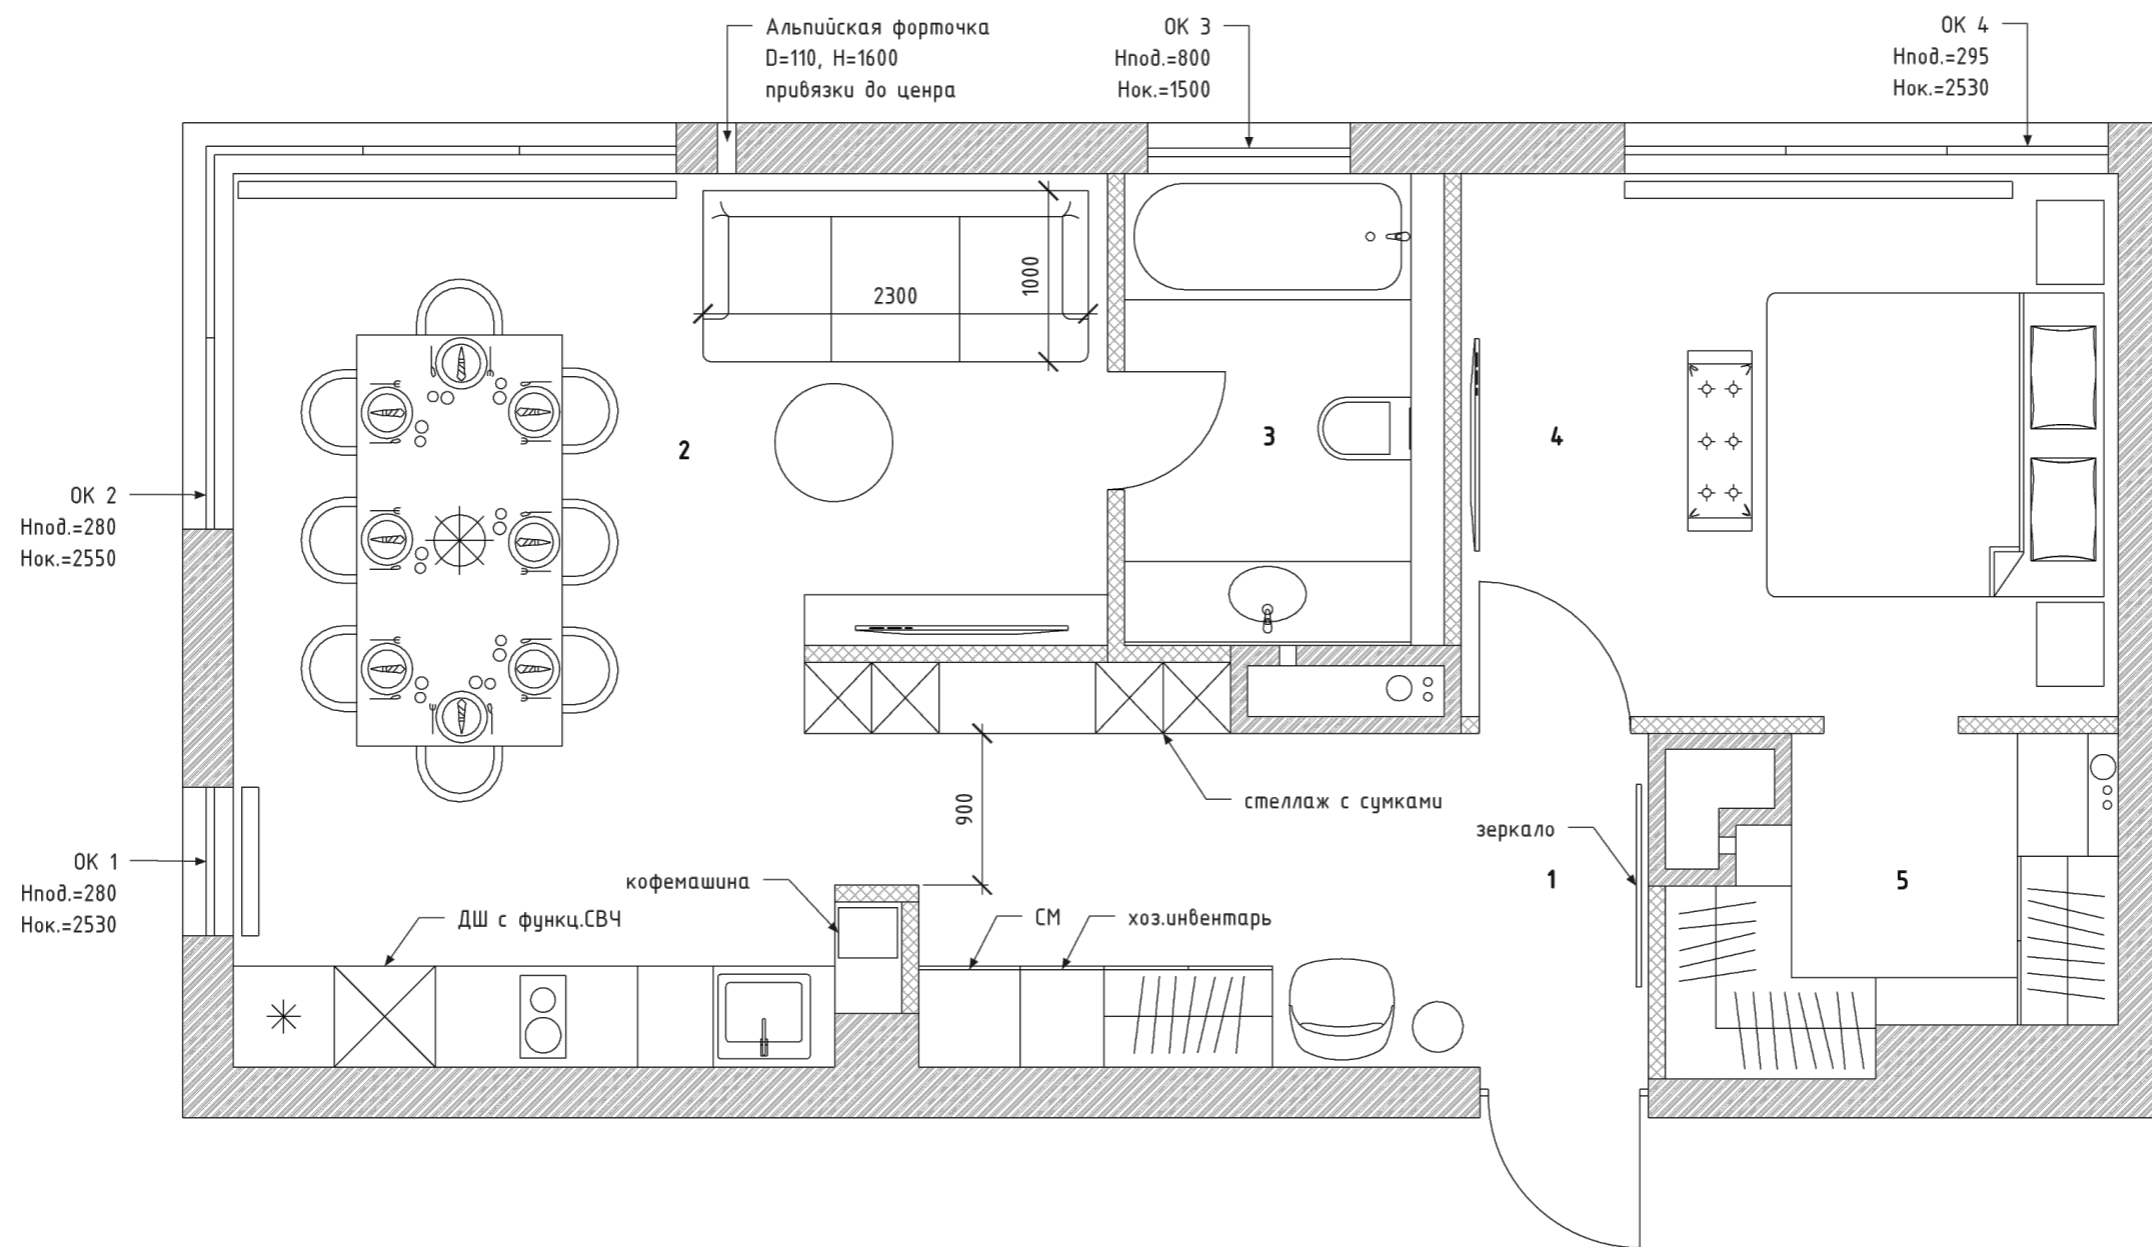 Альпийская форточка
D=110, H=1600
привязки до ценра
ОК 3
Нпод.=800
Нок.=1500
ОК 4
Нпод.=295
Нок.=2530
2300
1000
2
3
4
ОК 2
Нпод.=280
Нок.=2550
900
стеллаж с сумками
зеркало
ОК 1
Нпод.=280
Нок.=2530
кофемашина
1
5
ДШ с функц.СВЧ
СМ
хоз.инвентарь